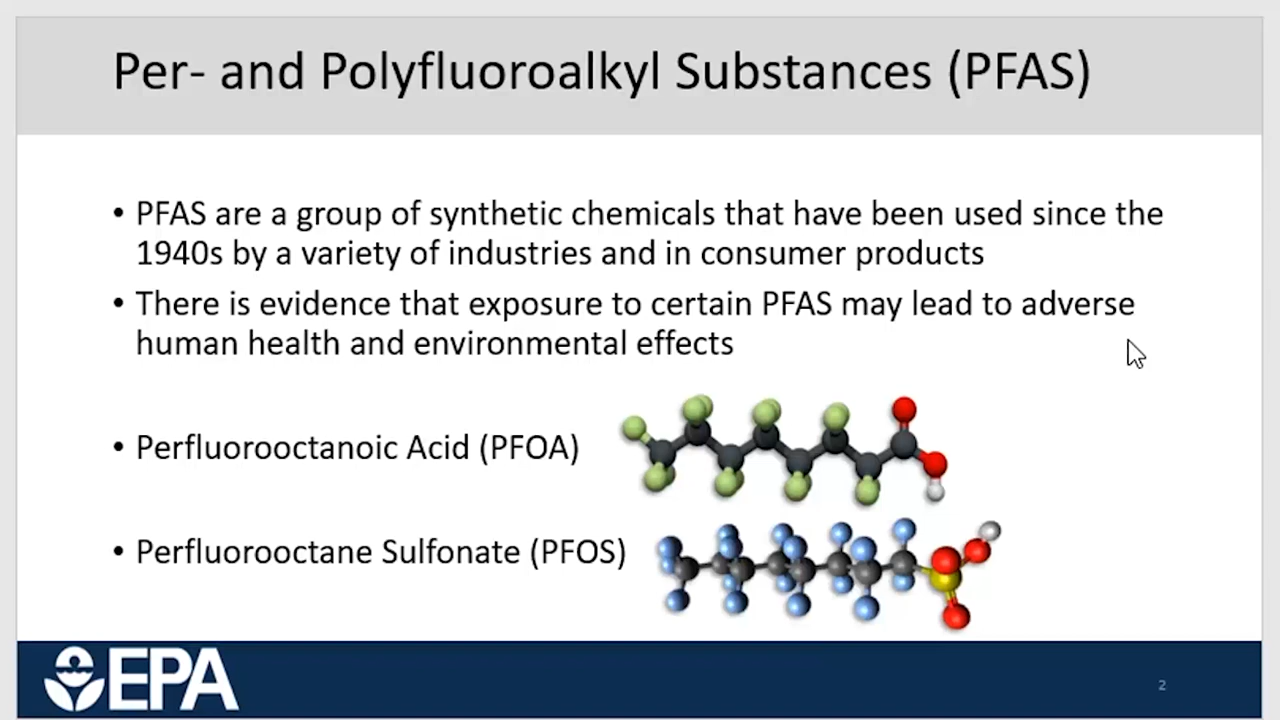 Per- and Polyfluoroalkyl Substances (PFAS)
• PFAS are a group of synthetic chemicals that have been used since the
1940s by a variety of industries and in consumer products
• There is evidence that exposure to certain PFAS may lead to adverse
human health and environmental effects
• Perfluorooctanoic Acid (PFOA)
• Perfluorooctane Sulfonate (PFOS)
EPA
2